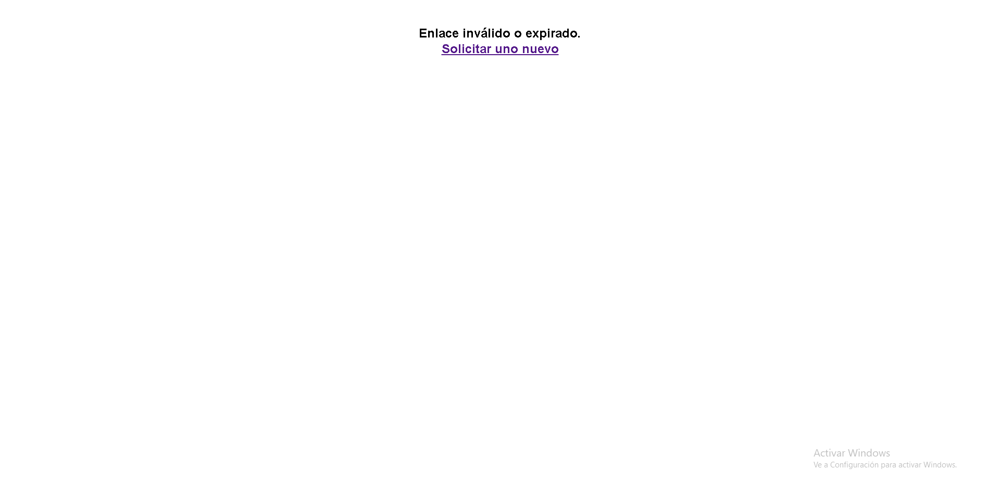 Enlace inválido o expirado.
Solicitar uno nuevo
Activar Windows
Ve a Configuración para activar Windows.